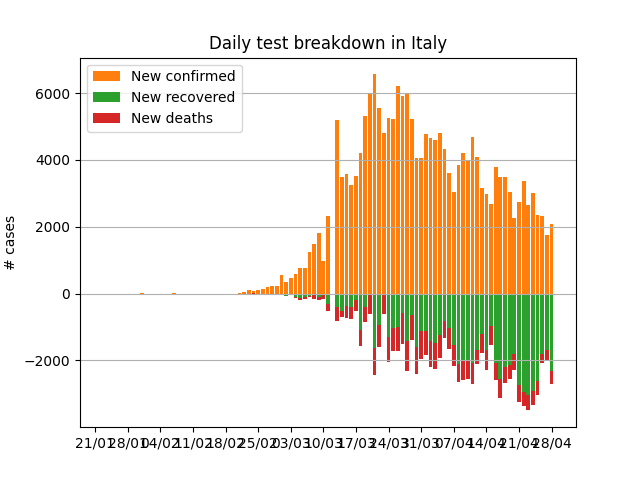 Daily test breakdown in Italy
New confirmed
New recovered
New deaths
# cases
6000
4000
2000
0
−2000
21/01 28/01 04/02 11/02 18/02 25/02 03/03 10/03 17/03 24/03 31/03 07/04 14/04 21/04 28/04